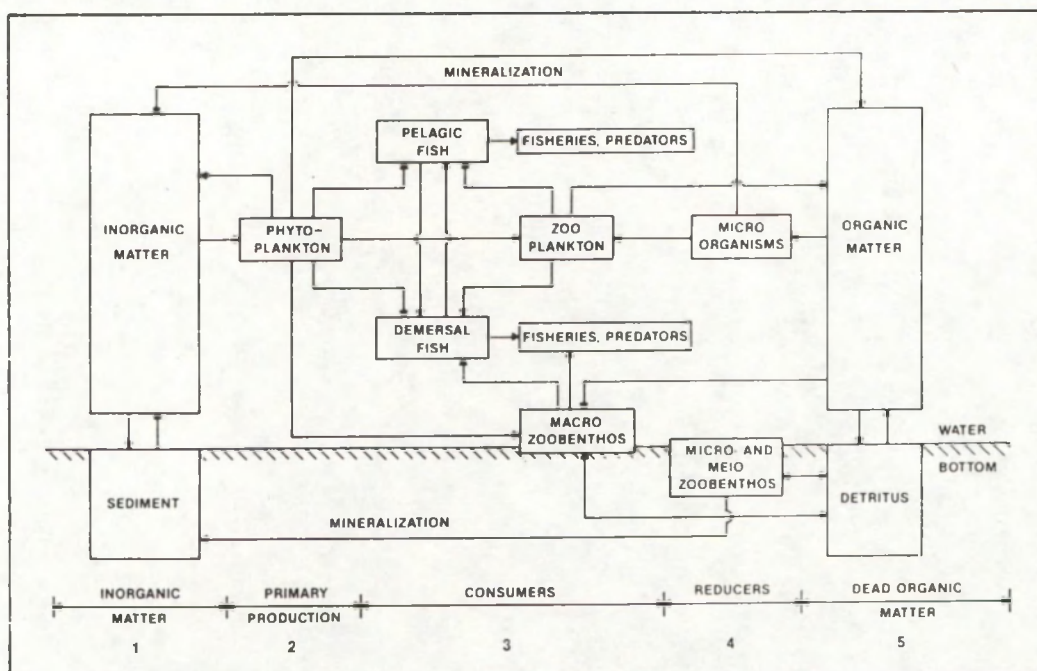 MINERALIZATION
PELAGIC
FISH
FISHERIES, PREDATORS
INORGANIC
MATTER
PHYTO-
PLANKTON
ZOO
PLANKTON
MICRO
ORGANISMS
ORGANIC
MATTER
DEMERSAL
FISH
FISHERIES, PREDATORS
MACRO
ZOOBENTHOS
WATER
BOTTOM
MICRO- AND
MEIO
ZOOBENTHOS
SEDIMENT
DETRITUS
MINERALIZATION
INORGANIC
MATTER
1
PRIMARY
PRODUCTION
2
CONSUMERS
3
REDUCERS
4
DEAD ORGANIC
MATTER
5